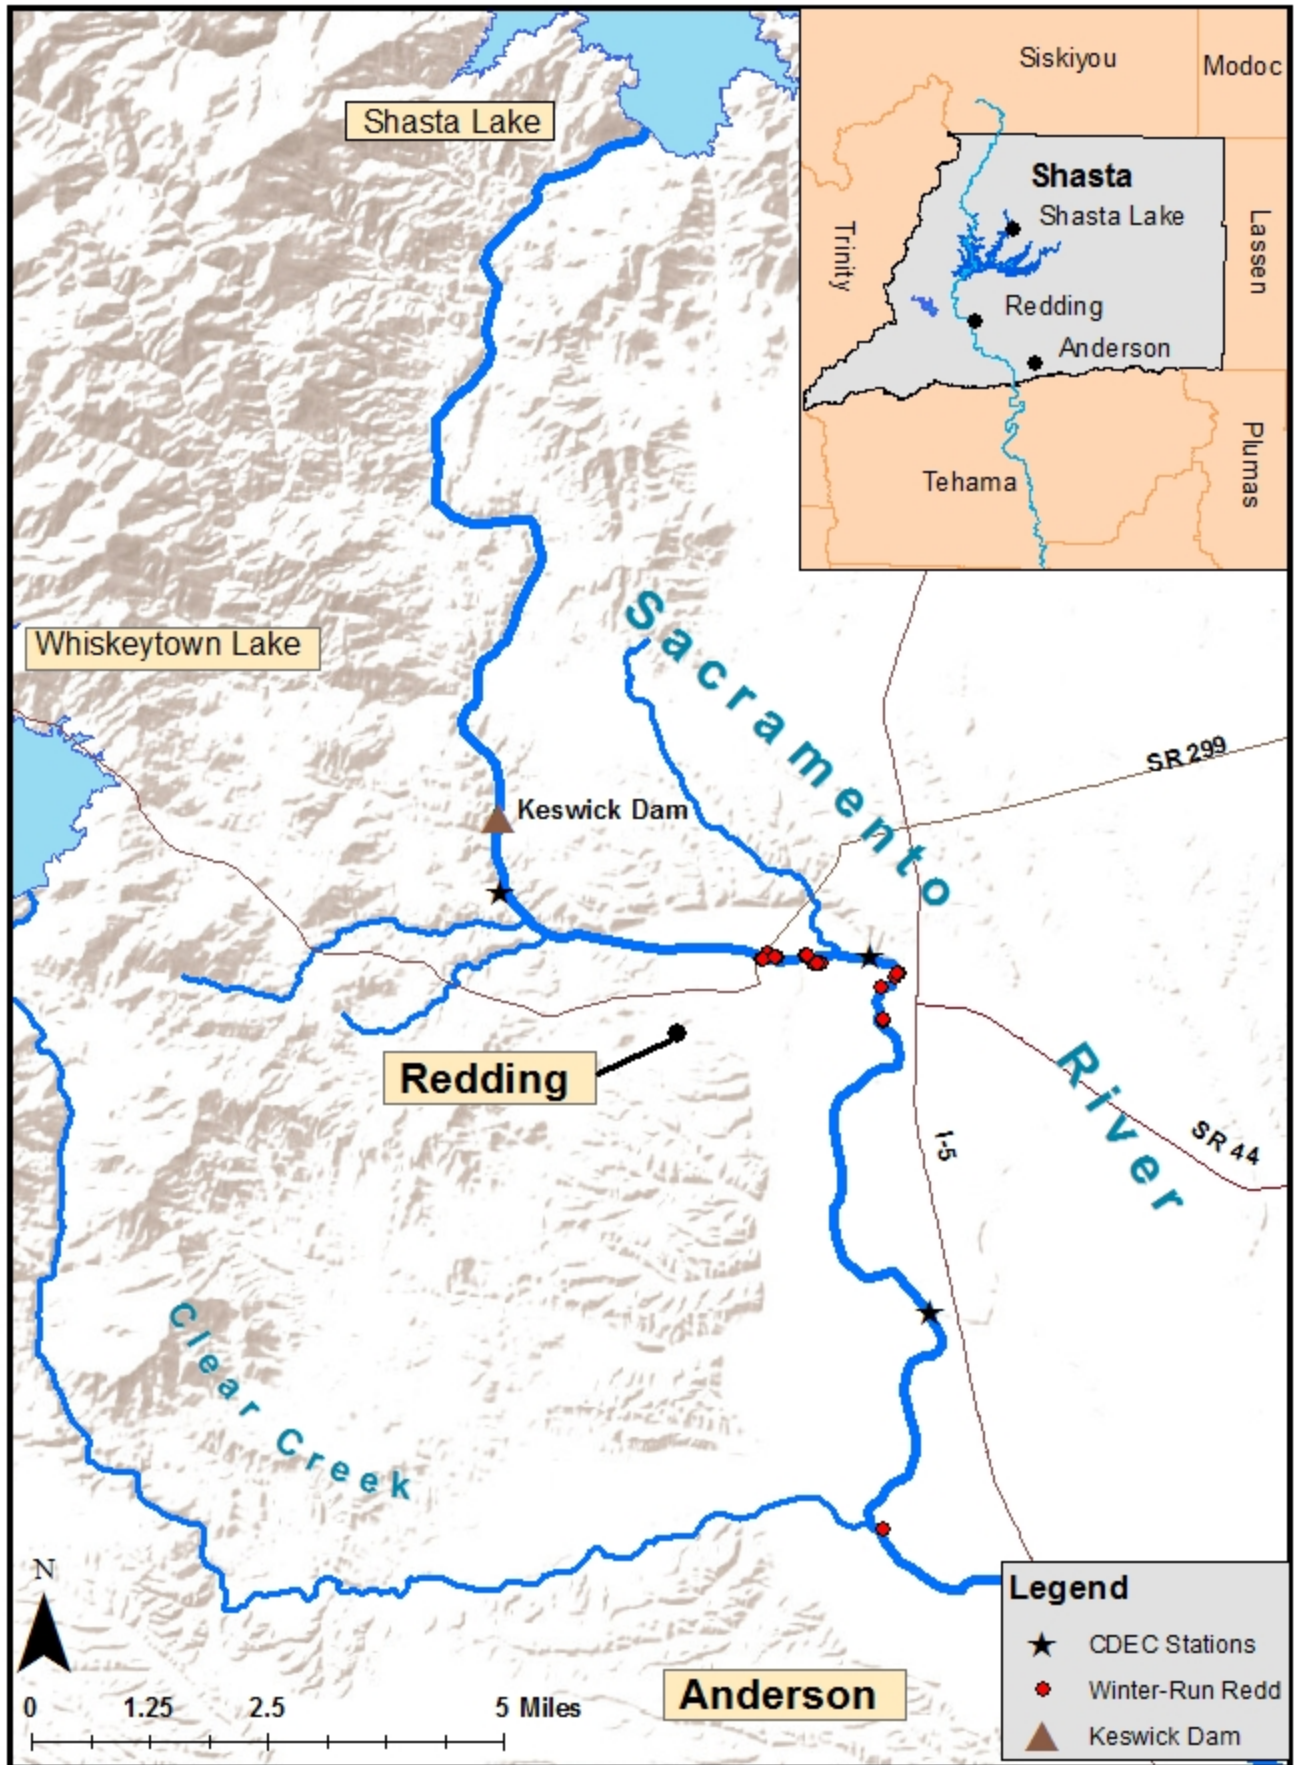 Siskiyou
Modoc
Shasta Lake
Shasta
Shasta Lake
Trinity
Lassen
Redding
Anderson
Tehama
Plumas
Sacramento
Whiskeytown Lake
SR 299
Keswick Dam
Redding
River
I-5
SR 44
Clear Creek
N
0 1.25 2.5 5 Miles
Anderson
Legend
CDEC Stations
Winter-Run Redd
Keswick Dam